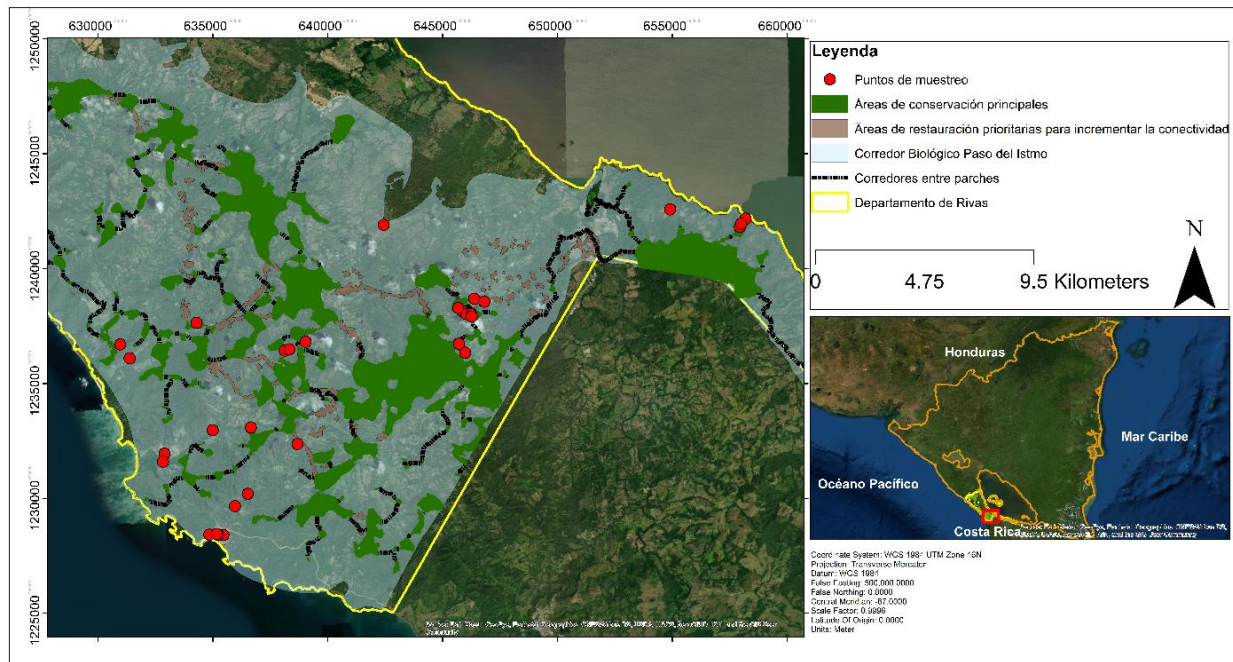 630000 635000 640000 645000 650000 655000 660000
1250000
1245000
1240000
1235000
1230000
1225000
Leyenda
Puntos de muestreo
Áreas de conservación principales
Áreas de restauración prioritarias para incrementar la conectividad
Corredor Biológico Paso del Istmo
Corredores entre parches
Departamento de Rivas
N
0 4.75 9.5 Kilometers
Honduras
Mar Caribe
Océano Pacífico
Costa Rica
Coordinate System: WGS 1984 UTM Zone 16N
Projection: Transverse Mercator
Datum: WGS 1984
False Easting: 500,000.0000
False Northing: 0.0000
Central Meridian: -87.0000
Scale Factor: 0.9996
Latitude Of Origin: 0.0000
Units: Meter